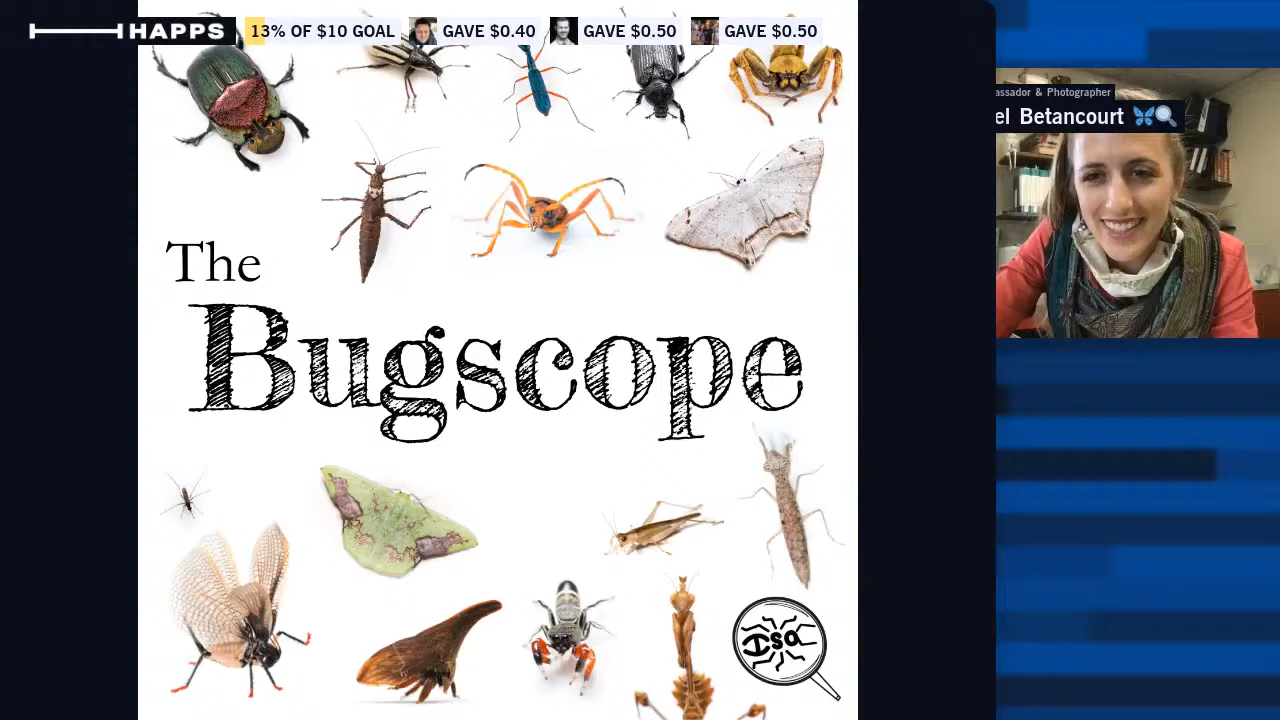 HAPPS
13% OF $10 GOAL
GAVE $0.40
GAVE $0.50
GAVE $0.50
assador & Photographer
el Betancourt
The
Bugscope
ISO